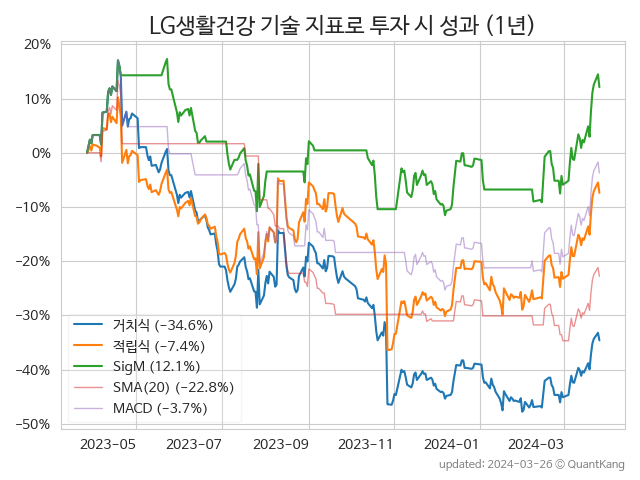 LG생활건강 기술 지표로 투자 시 성과 (1년)
20%
10%
0%
−10%
−20%
−30%
−40%
−50%
거치식 (−34.6%)
적립식 (−7.4%)
SigM (12.1%)
SMA(20) (−22.8%)
MACD (−3.7%)
2023-05 2023-07 2023-09 2023-11 2024-01 2024-03
updated: 2024-03-26 © QuantKang